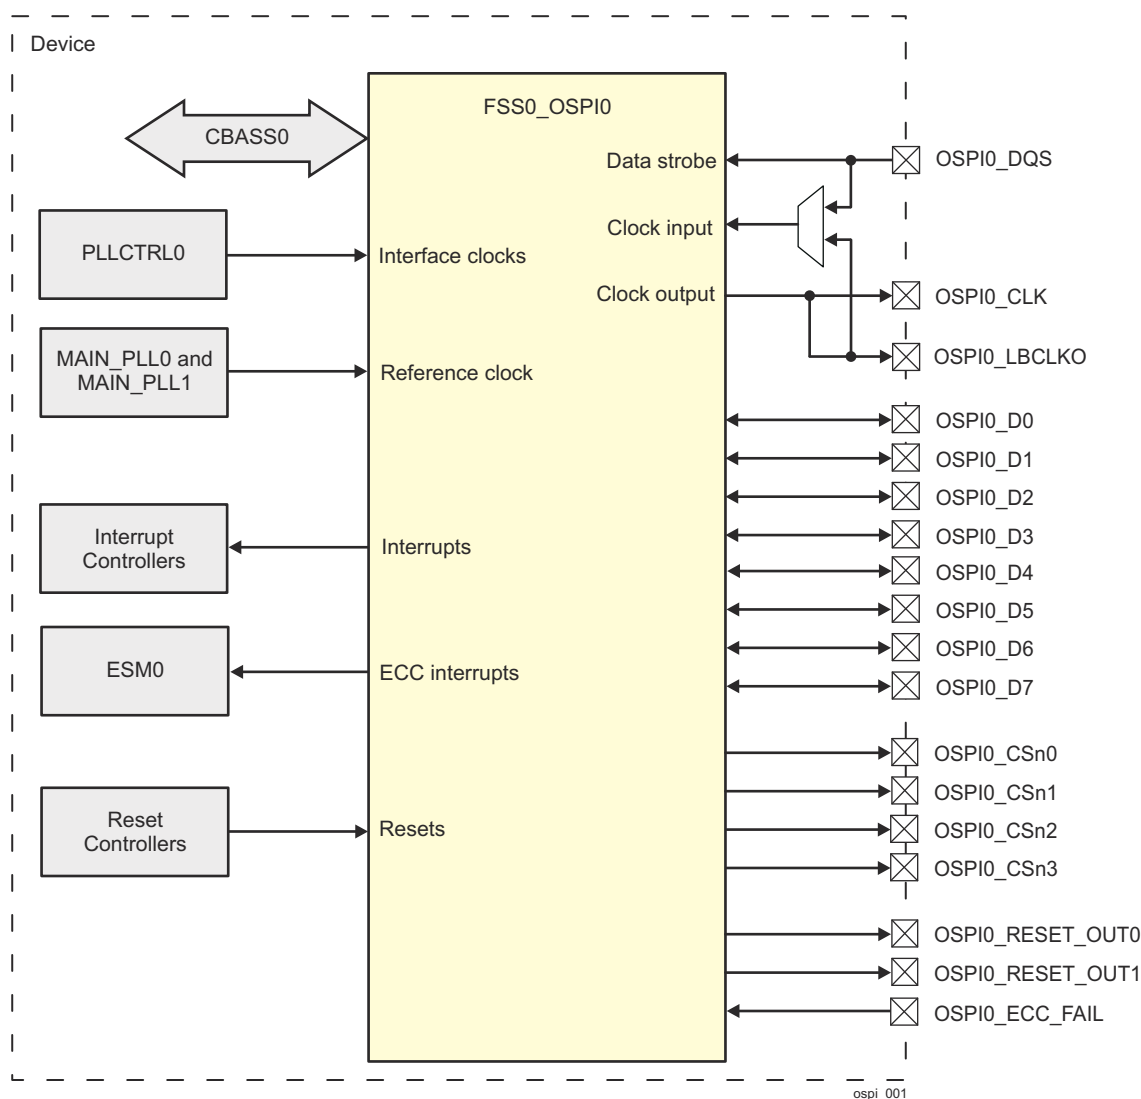 Device
FSS0_OSPI0
CBASS0
Data strobe
OSPI0_DQS
Clock input
PLLCTRL0
Interface clocks
Clock output
OSPI0_CLK
MAIN_PLL0 and
MAIN_PLL1
Reference clock
OSPI0_LBCLKO
OSPI0_D0
OSPI0_D1
OSPI0_D2
OSPI0_D3
OSPI0_D4
OSPI0_D5
OSPI0_D6
OSPI0_D7
Interrupt
Controllers
Interrupts
ESM0
ECC interrupts
OSPI0_CSn0
OSPI0_CSn1
OSPI0_CSn2
OSPI0_CSn3
Reset
Controllers
Resets
OSPI0_RESET_OUT0
OSPI0_RESET_OUT1
OSPI0_ECC_FAIL
ospi_001